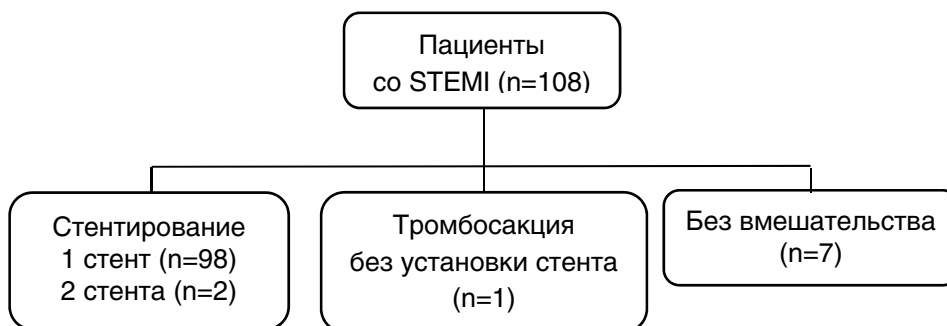 Пациенты
со STEMI (n=108)
Стентирование
1 стент (n=98)
2 стента (n=2)
Тромбосакция
без установки стента
(n=1)
Без вмешательства
(n=7)